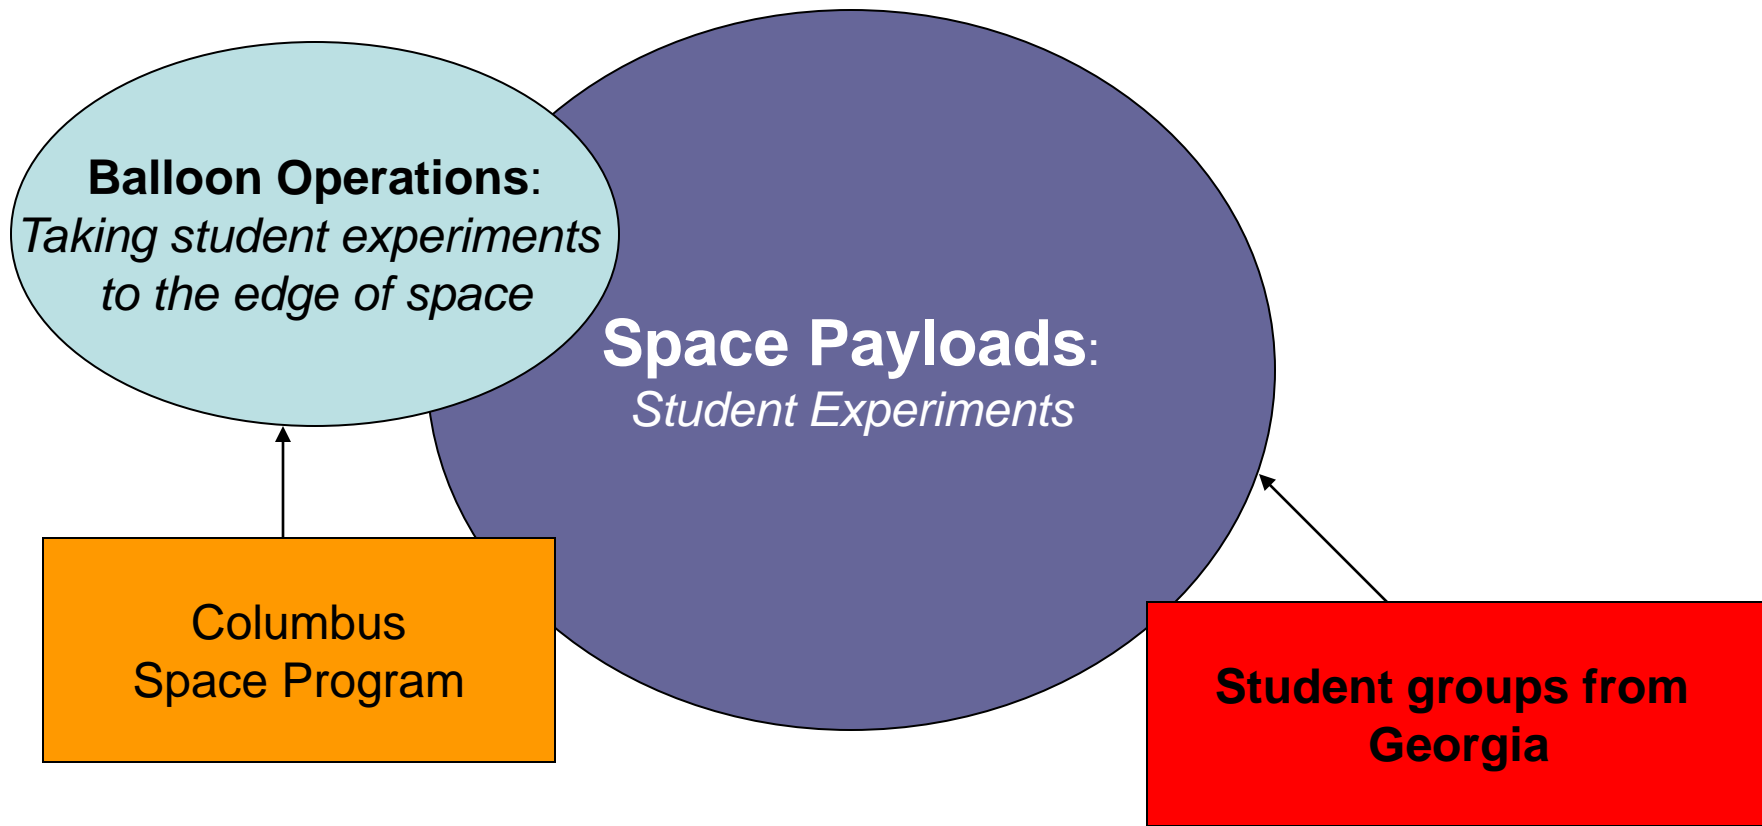 Balloon Operations:
Taking student experiments
to the edge of space
Space Payloads:
Student Experiments
Columbus
Space Program
Student groups from
Georgia